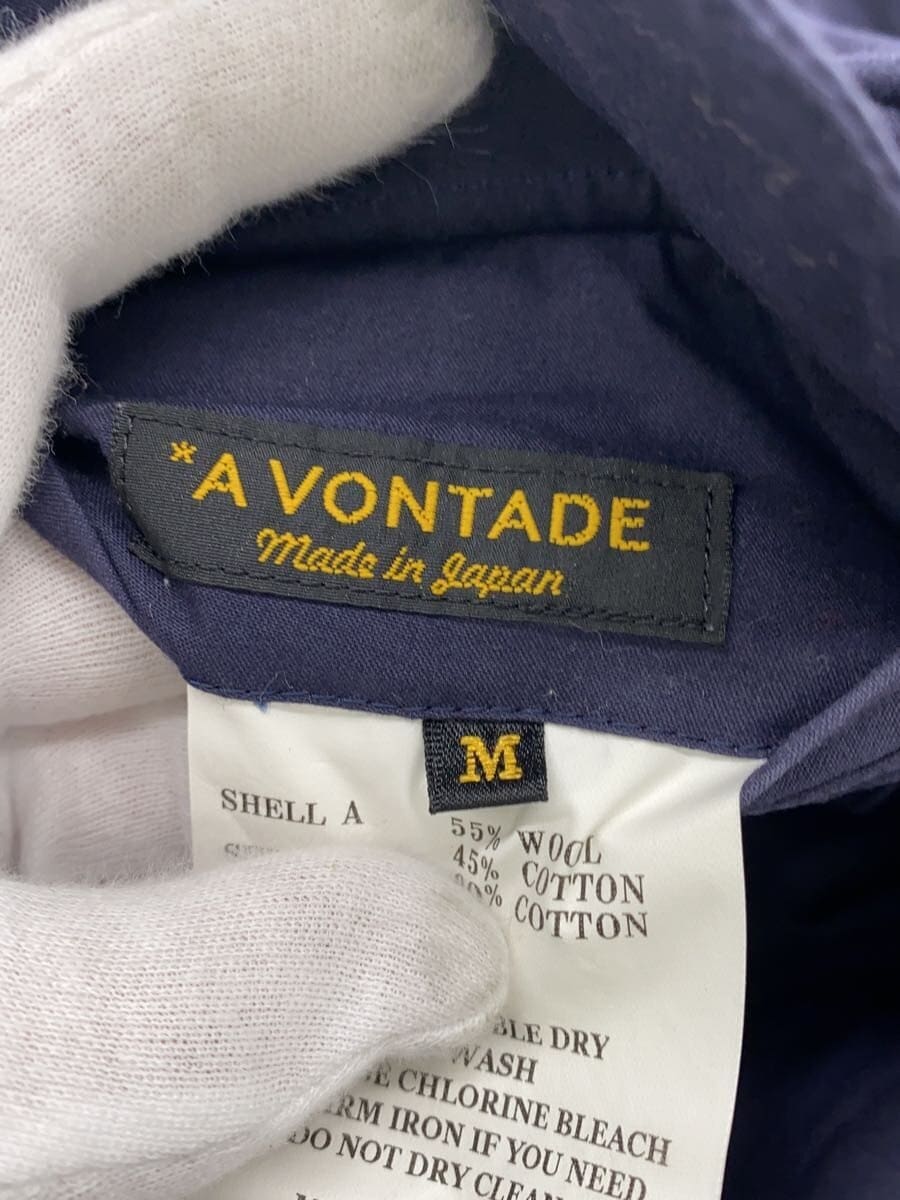 *A VONTADE
Made in Japan
M
SHELL A
55% WOOL
45% COTTON
COTTON
DRY
WASH
CHLORINE BLEACH
IRON IF YOU NEED
DO NOT DRY CLEAN